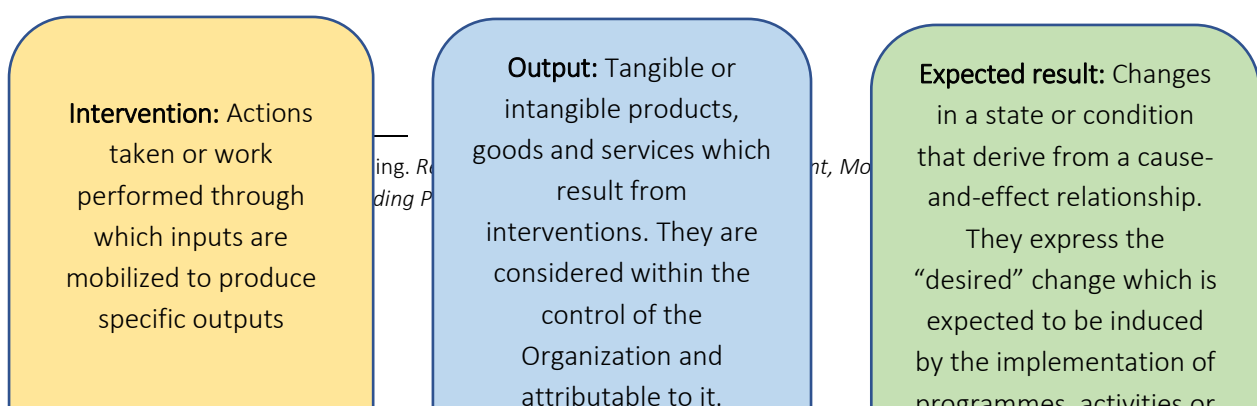 Intervention: Actions
taken or work
performed through
which inputs are
mobilized to produce
specific outputs
Output: Tangible or
intangible products,
goods and services which
result from
interventions. They are
considered within the
control of the
Organization and
attributable to it.
Expected result: Changes
in a state or condition
that derive from a cause-
and-effect relationship.
They express the
“desired” change which is
expected to be induced
by the implementation of
programmes, activities or
ing.